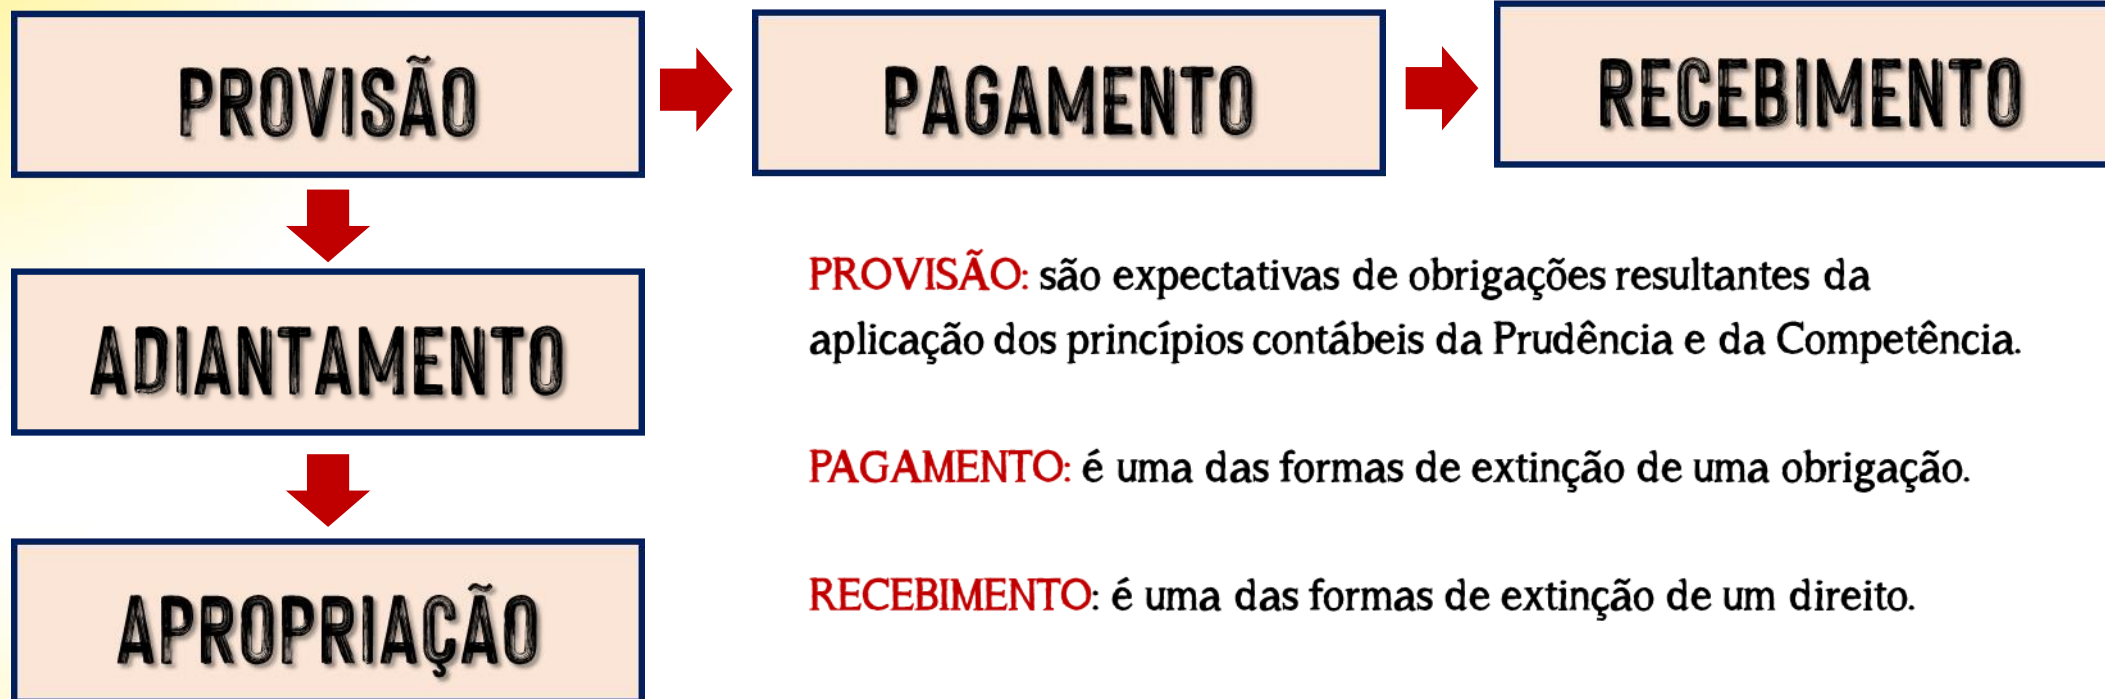 PROVISÃO
PAGAMENTO
RECEBIMENTO
ADIANTAMENTO
APROPRIAÇÃO
PROVISÃO: são expectativas de obrigações resultantes da
aplicação dos princípios contábeis da Prudência e da Competência.
PAGAMENTO: é uma das formas de extinção de uma obrigação.
RECEBIMENTO: é uma das formas de extinção de um direito.